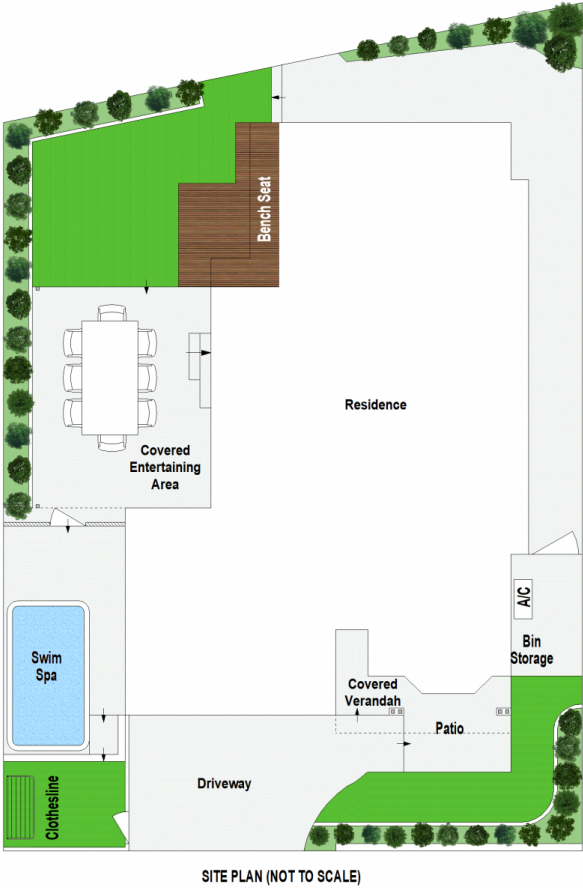 Bench Seat
Residence
Covered
Entertaining
Area
A/C
Bin
Storage
Swim
Spa
Covered
Verandah
Patio
Driveway
Clothesline
SITE PLAN (NOT TO SCALE)